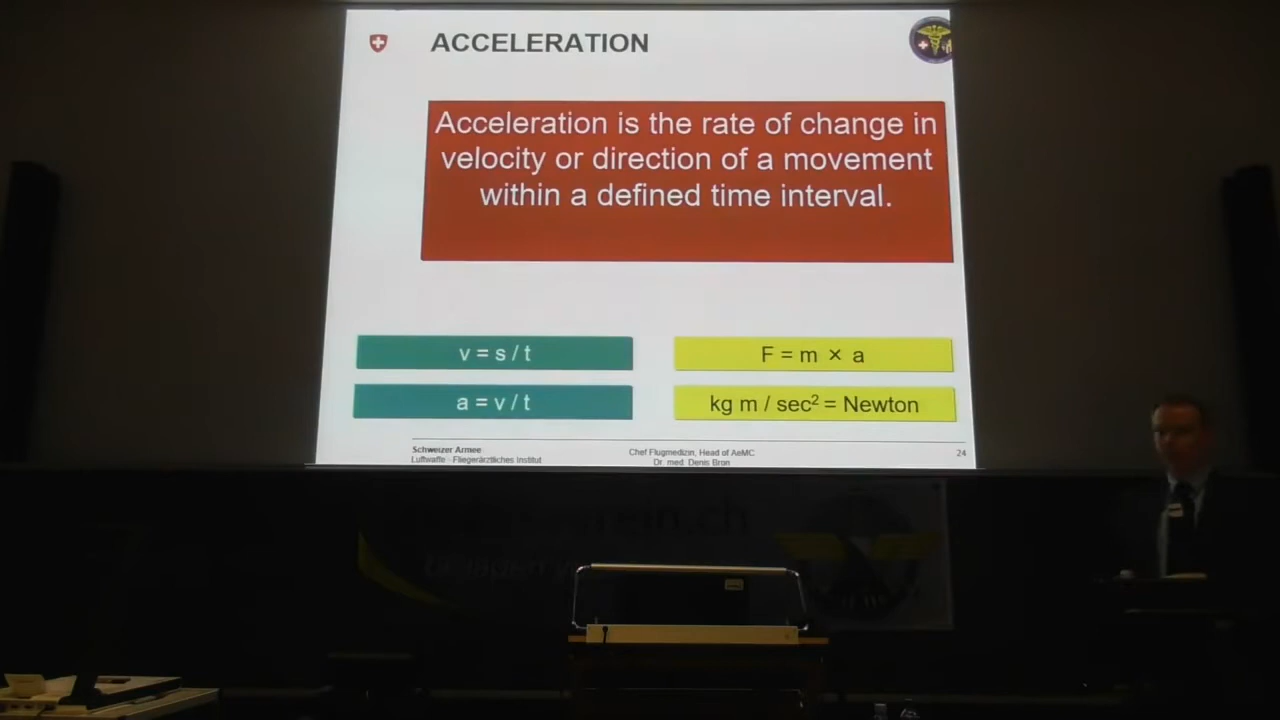 ACCELERATION
Acceleration is the rate of change in
velocity or direction of a movement
within a defined time interval.
v = s / t
F = m × a
a = v / t
kg m / sec² = Newton
Schweizer Armee
Luftwaffe - Fliegerärztliches Institut
Chef Flugmedizin, Head of AeMC
Dr. med. Denis Bron
24